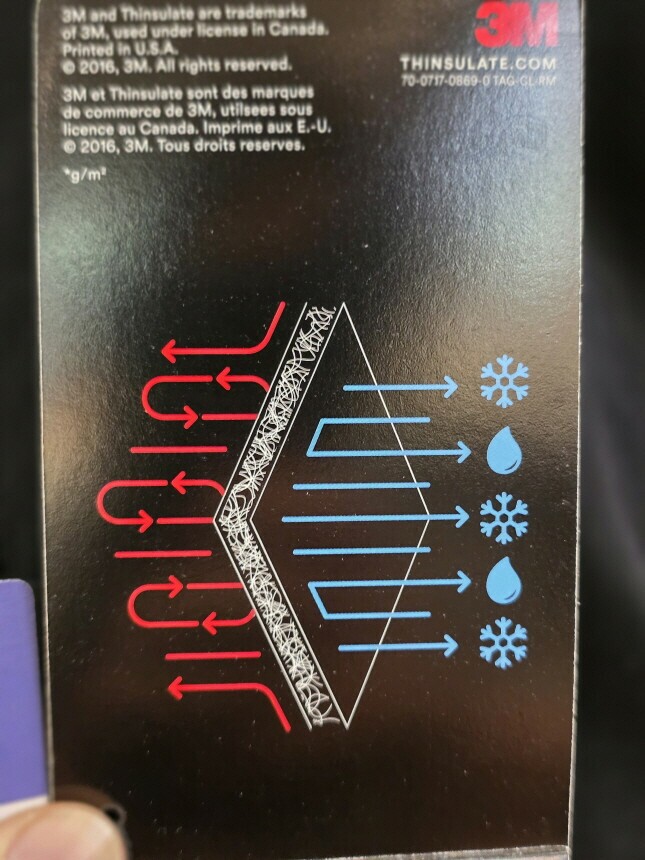 3M and Thinsulate are trademarks
of 3M, used under license in Canada.
Printed in U.S.A.
© 2016, 3M. All rights reserved.
3M et Thinsulate sont des marques
de commerce de 3M, utilsees sous
licence au Canada. Imprime aux E.-U.
© 2016, 3M. Tous droits reserves.
*g/m²
3M
THINSULATE.COM
70-0717-0869-0 TAG-CL-RM